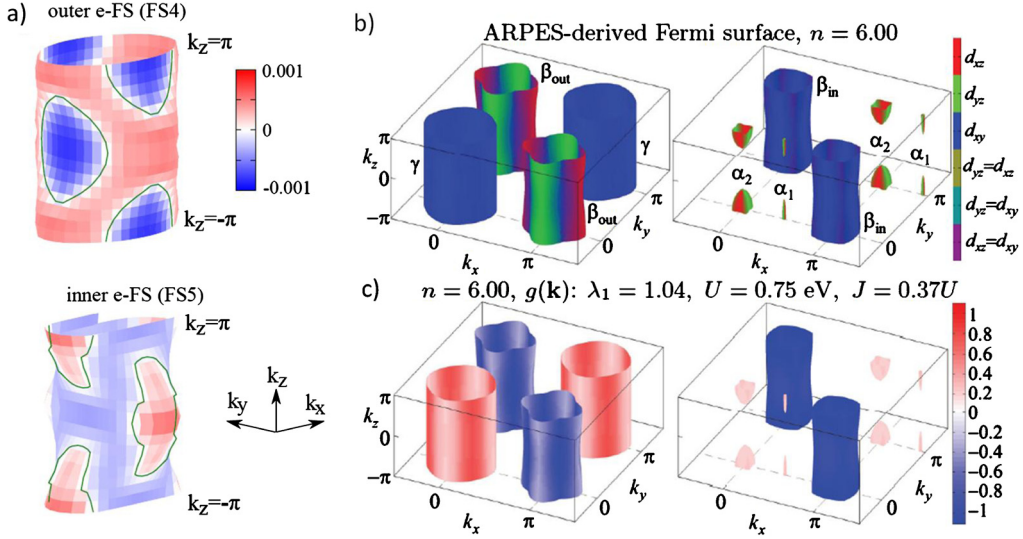 a)
outer e-FS (FS4)
k_z=π
0.001
0
-0.001
k_z=-π
inner e-FS (FS5)
k_z=π
k_z
k_y
k_x
k_z=-π
b)
ARPES-derived Fermi surface, n = 6.00
β_out
γ
γ
β_out
π
k_z
0
−π
0
k_x
π
0
k_y
π
β_in
α_2
α_1
α_2
α_1
β_in
0
k_x
π
0
k_y
π
d_xz
d_yz
d_xy
d_yz=d_xz
d_yz=d_xy
d_xz=d_xy
c)
n = 6.00, g(k): λ_1 = 1.04, U = 0.75 eV, J = 0.37U
π
k_z
0
−π
0
k_x
π
0
k_y
π
0
k_x
π
0
k_y
π
1
0.8
0.6
0.4
0.2
0
−0.2
−0.4
−0.6
−0.8
−1